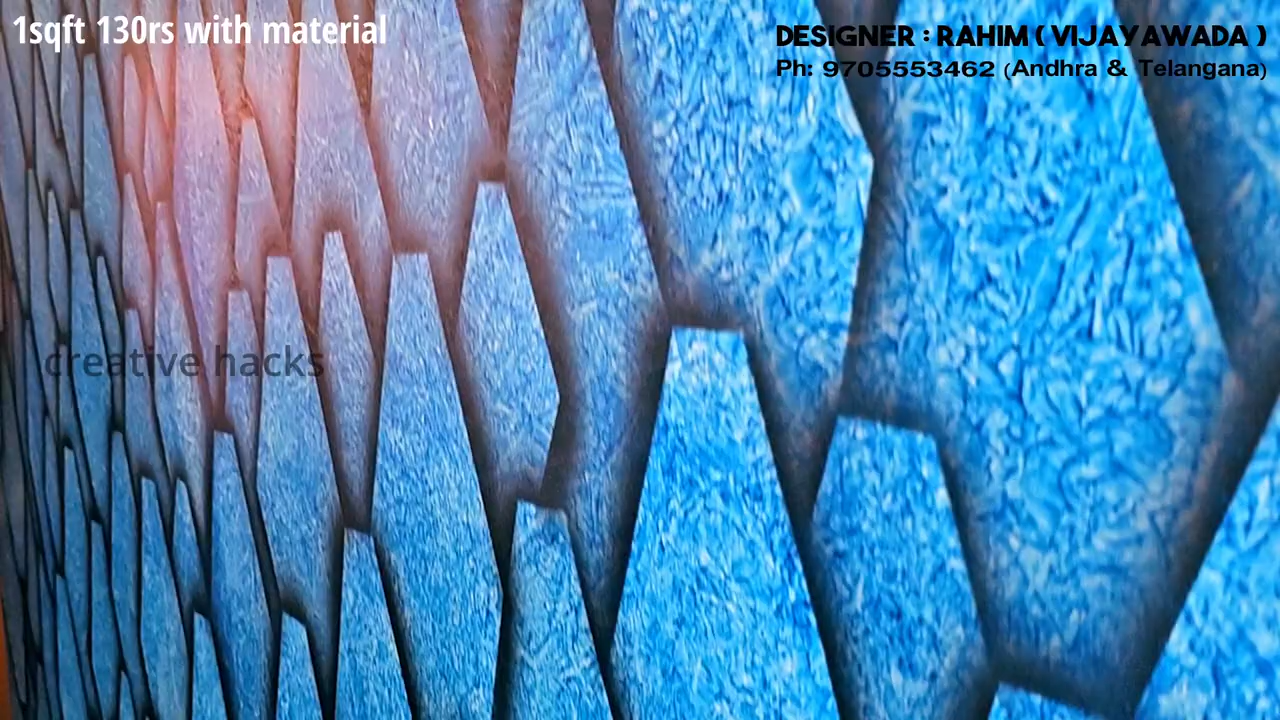 1sqft 130rs with material
DESIGNER : RAHIM ( VIJAYAWADA )
Ph: 9705553462 (Andhra & Telangana)
creative hacks